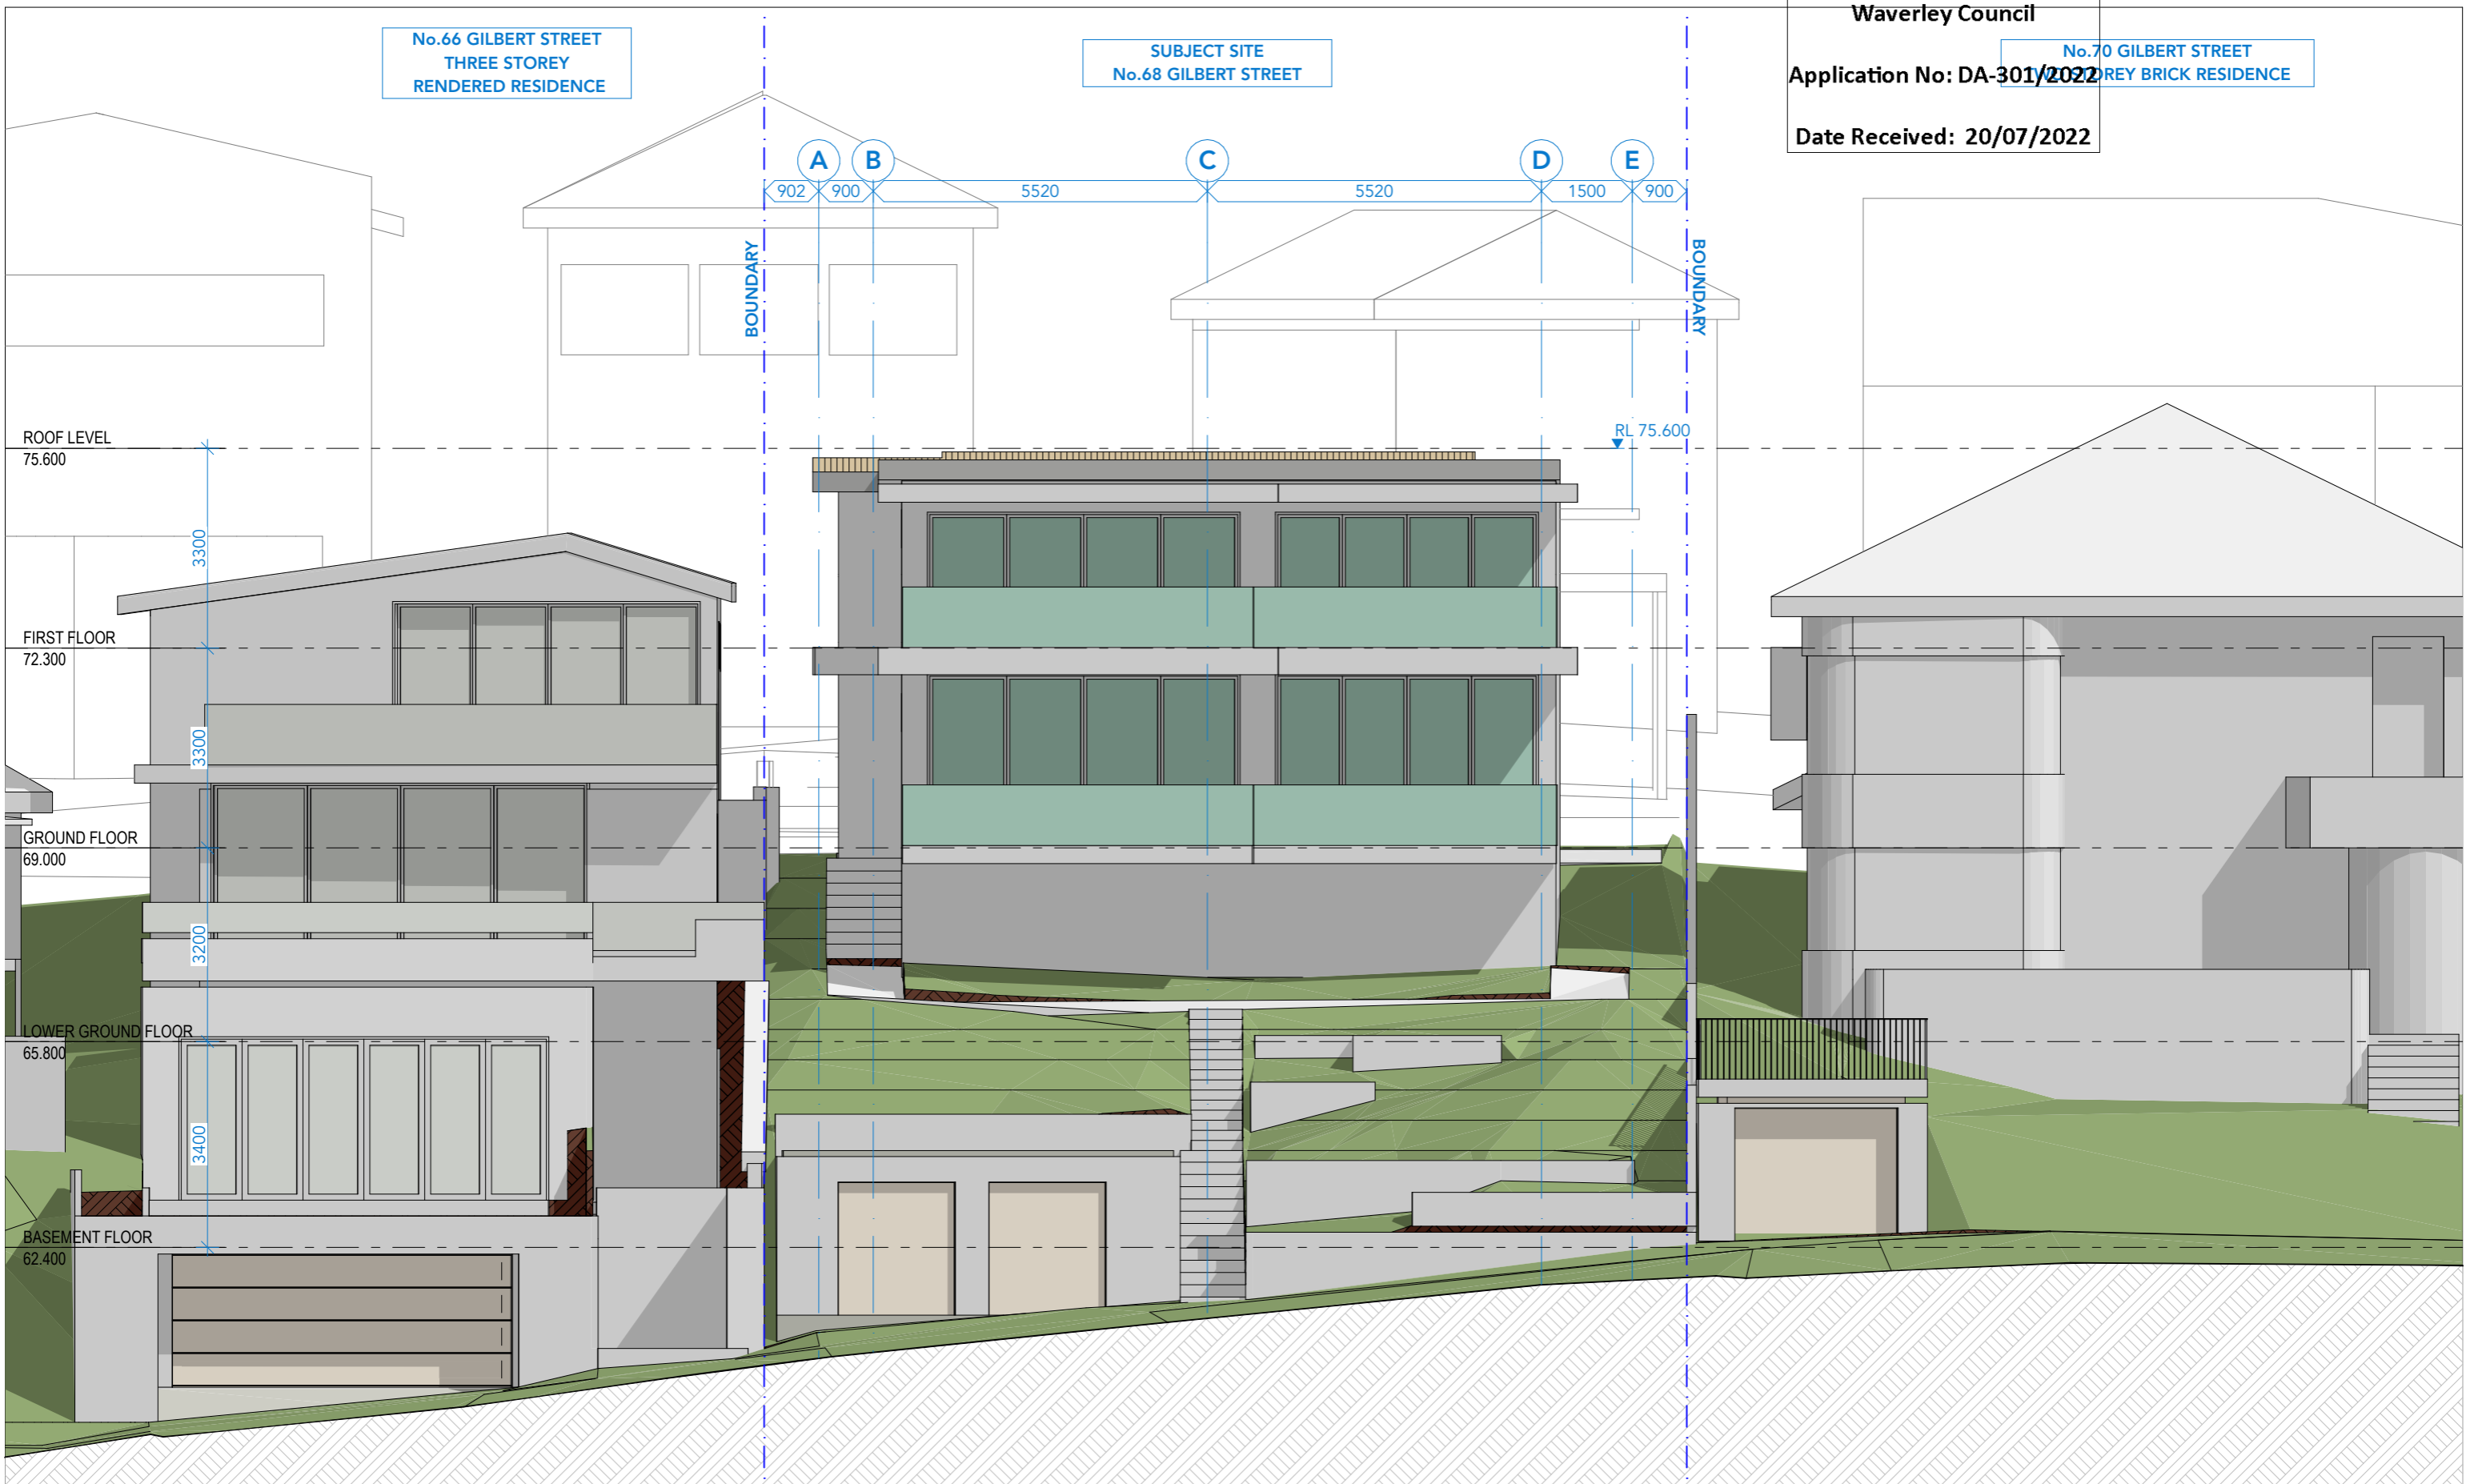 Waverley Council
Application No: DA-301/2022
Date Received: 20/07/2022
No.66 GILBERT STREET
THREE STOREY
RENDERED RESIDENCE
SUBJECT SITE
No.68 GILBERT STREET
No.70 GILBERT STREET
STOREY BRICK RESIDENCE
A
B
C
D
E
902
900
5520
5520
1500
900
BOUNDARY
BOUNDARY
ROOF LEVEL
75.600
RL 75.600
3300
FIRST FLOOR
72.300
3300
GROUND FLOOR
69.000
3200
LOWER GROUND FLOOR
65.800
3400
BASEMENT FLOOR
62.400